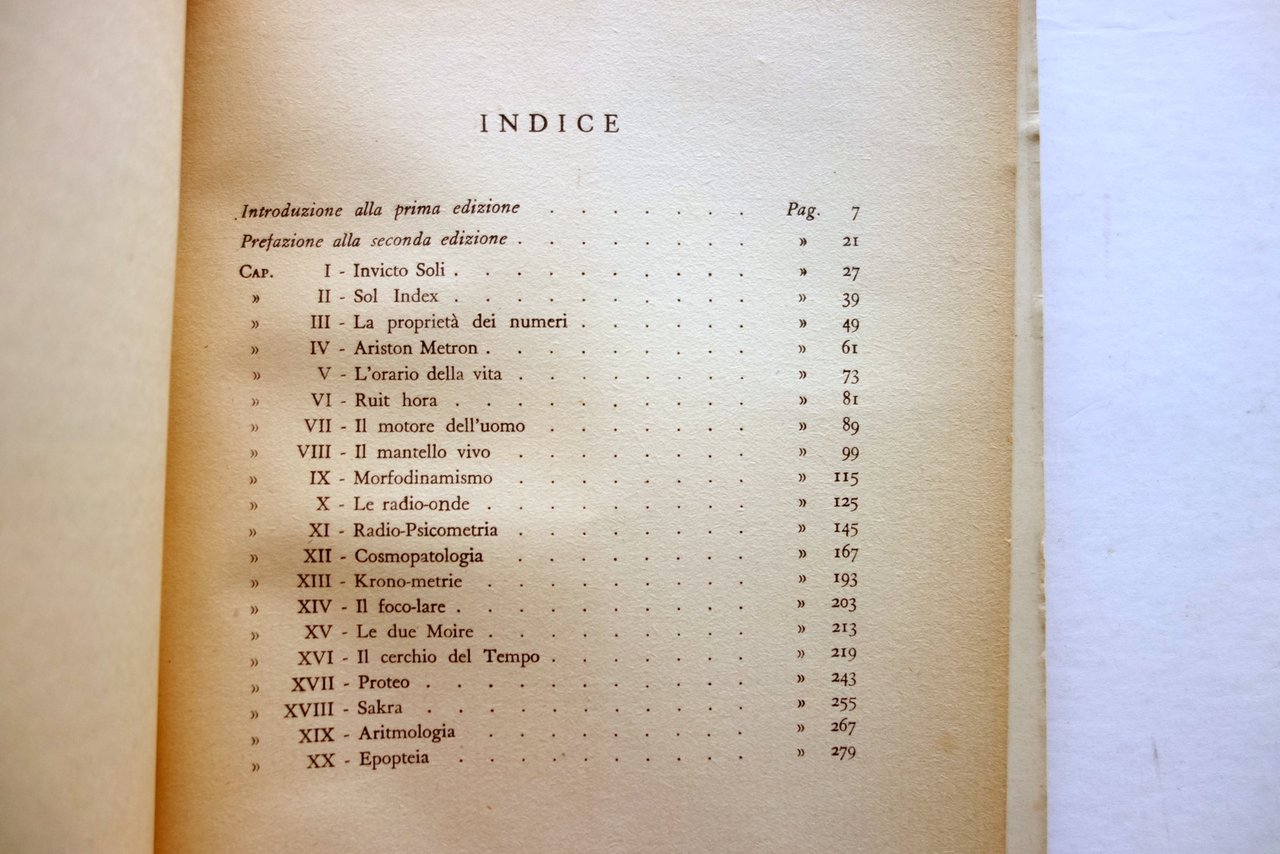 INDICE
Introduzione alla prima edizione . . . . . . . Pag. 7
Prefazione alla seconda edizione . . . . . . . . » 21
CAP. I - Invicto Soli . . . . . . . . . . » 27
» II - Sol Index . . . . . . . . . . » 39
» III - La proprietà dei numeri . . . . . . » 49
» IV - Ariston Metron . . . . . . . . . » 61
» V - L'orario della vita . . . . . . . . » 73
» VI - Ruit hora . . . . . . . . . . » 81
» VII - Il motore dell'uomo . . . . . . . » 89
» VIII - Il mantello vivo . . . . . . . . » 99
» IX - Morfodinamismo . . . . . . . . » 115
» X - Le radio-onde . . . . . . . . . » 125
» XI - Radio-Psicometria . . . . . . . . » 145
» XII - Cosmopatologia . . . . . . . . » 167
» XIII - Krono-metrie . . . . . . . . . » 193
» XIV - Il foco-lare . . . . . . . . . . » 203
» XV - Le due Moire . . . . . . . . . » 213
» XVI - Il cerchio del Tempo . . . . . . . » 219
» XVII - Proteo . . . . . . . . . . . » 243
» XVIII - Sakra . . . . . . . . . . . » 255
» XIX - Aritmologia . . . . . . . . . » 267
» XX - Epopteia . . . . . . . . . . » 279